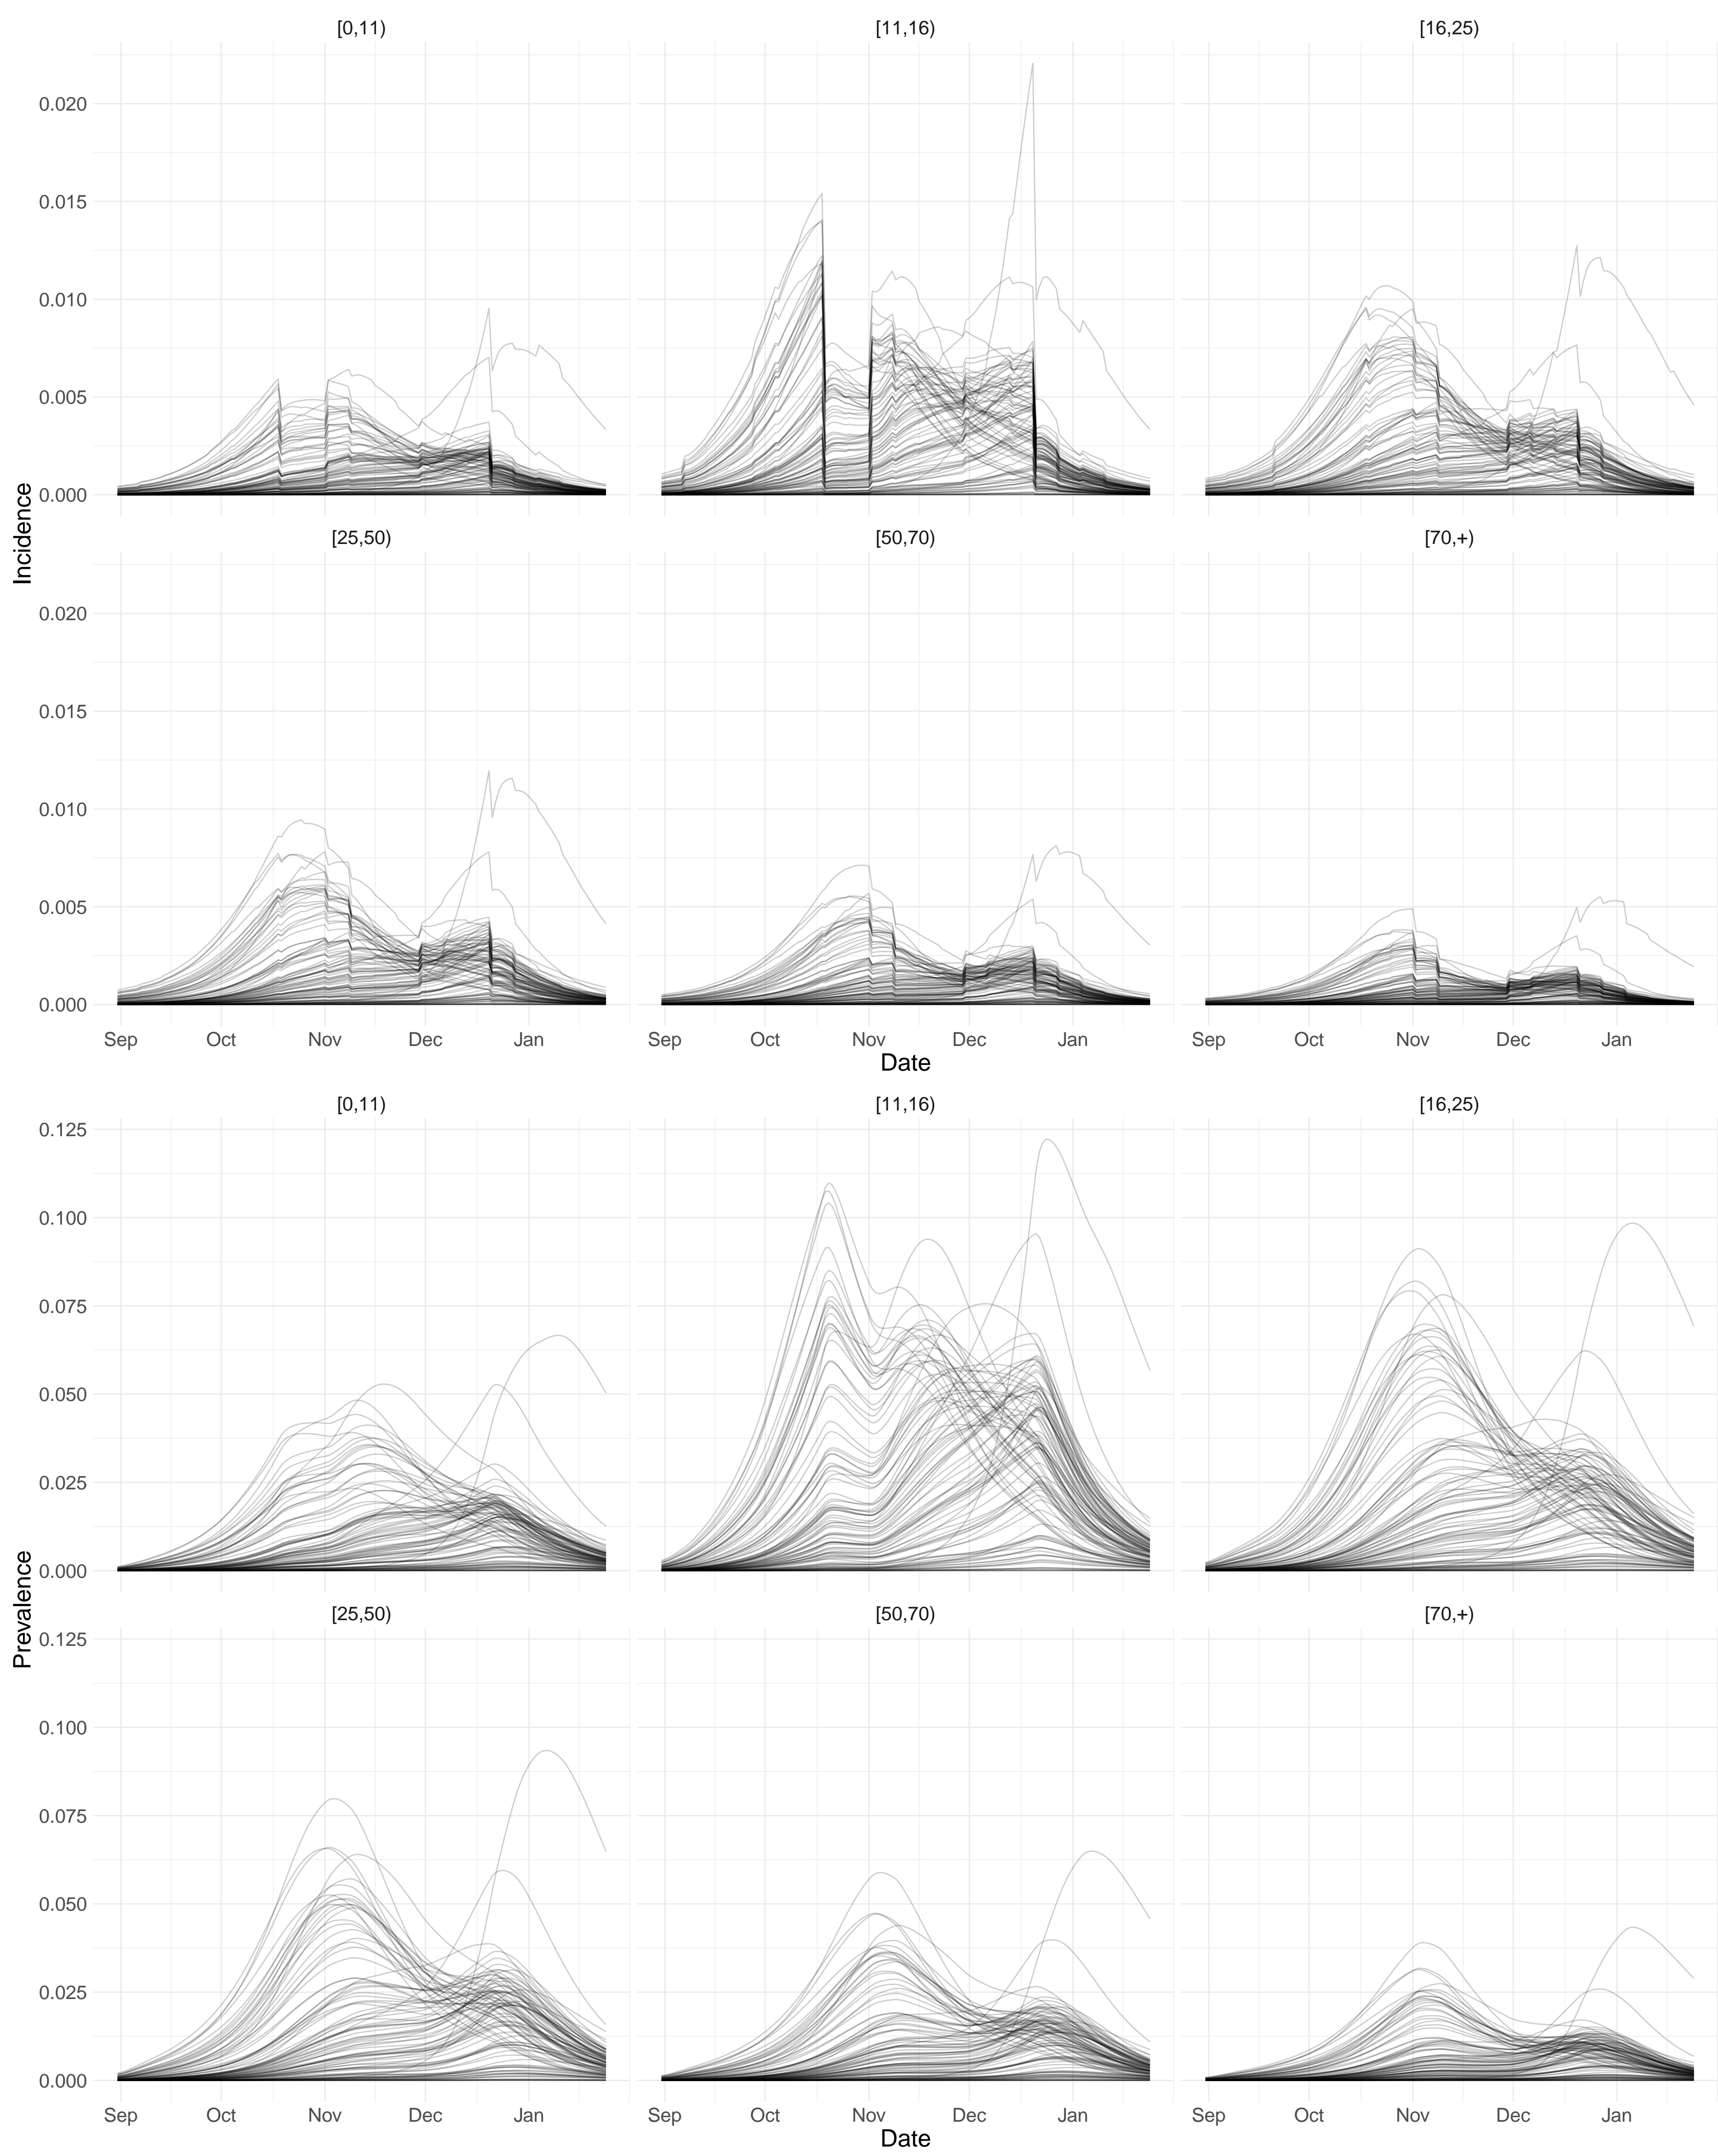 [0,11) [11,16) [16,25)
0.020
0.015
0.010
0.005
0.000
Incidence
[25,50) [50,70) [70,+)
0.020
0.015
0.010
0.005
0.000
Sep Oct Nov Dec Jan Sep Oct Nov Dec Jan Sep Oct Nov Dec Jan
Date
[0,11) [11,16) [16,25)
0.125
0.100
0.075
0.050
0.025
0.000
Prevalence
[25,50) [50,70) [70,+)
0.125
0.100
0.075
0.050
0.025
0.000
Sep Oct Nov Dec Jan Sep Oct Nov Dec Jan Sep Oct Nov Dec Jan
Date